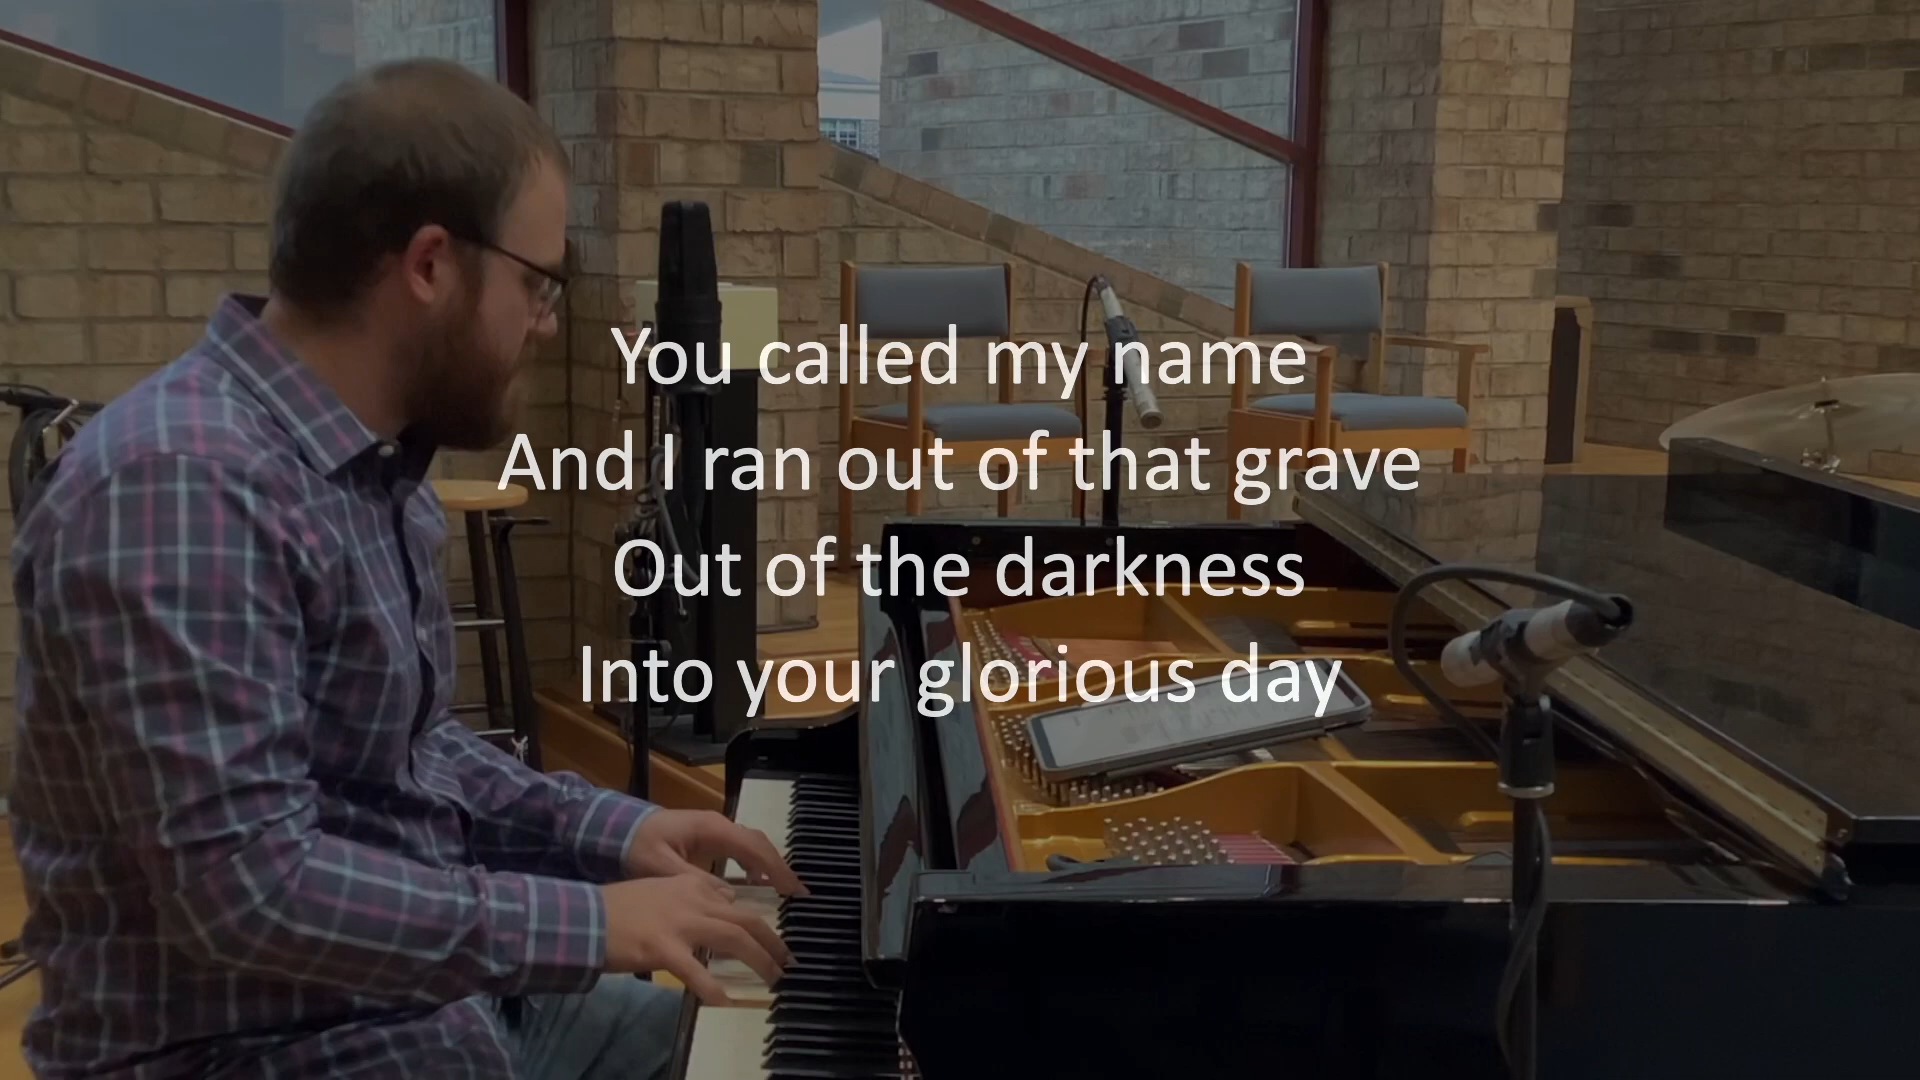 You called my name
And I ran out of that grave
Out of the darkness
Into your glorious day